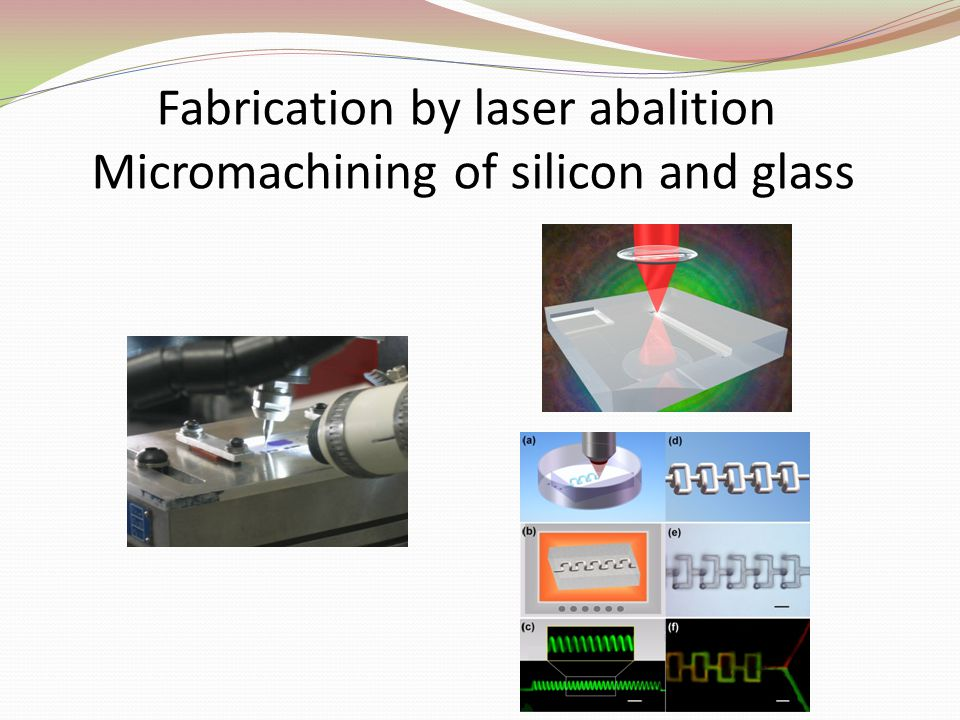 Fabrication by laser abalition
Micromachining of silicon and glass
(a)
(d)
(b)
(e)
(c)
(f)